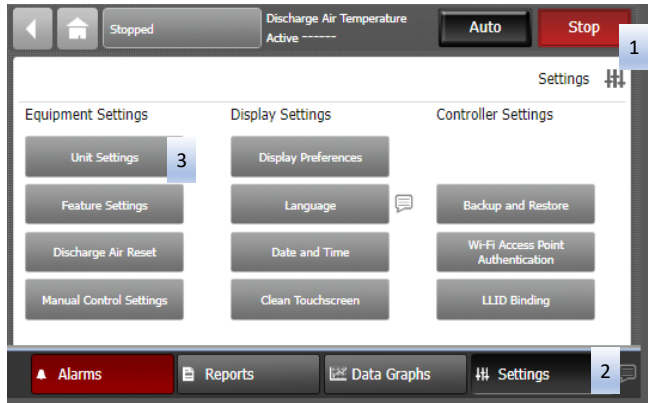 Stopped
Discharge Air Temperature
Active ------
Auto
Stop
1
Settings
Equipment Settings
Display Settings
Controller Settings
Unit Settings
3
Display Preferences
Feature Settings
Language
Backup and Restore
Discharge Air Reset
Date and Time
Wi-Fi Access Point
Authentication
Manual Control Settings
Clean Touchscreen
LLID Binding
Alarms
Reports
Data Graphs
Settings
2